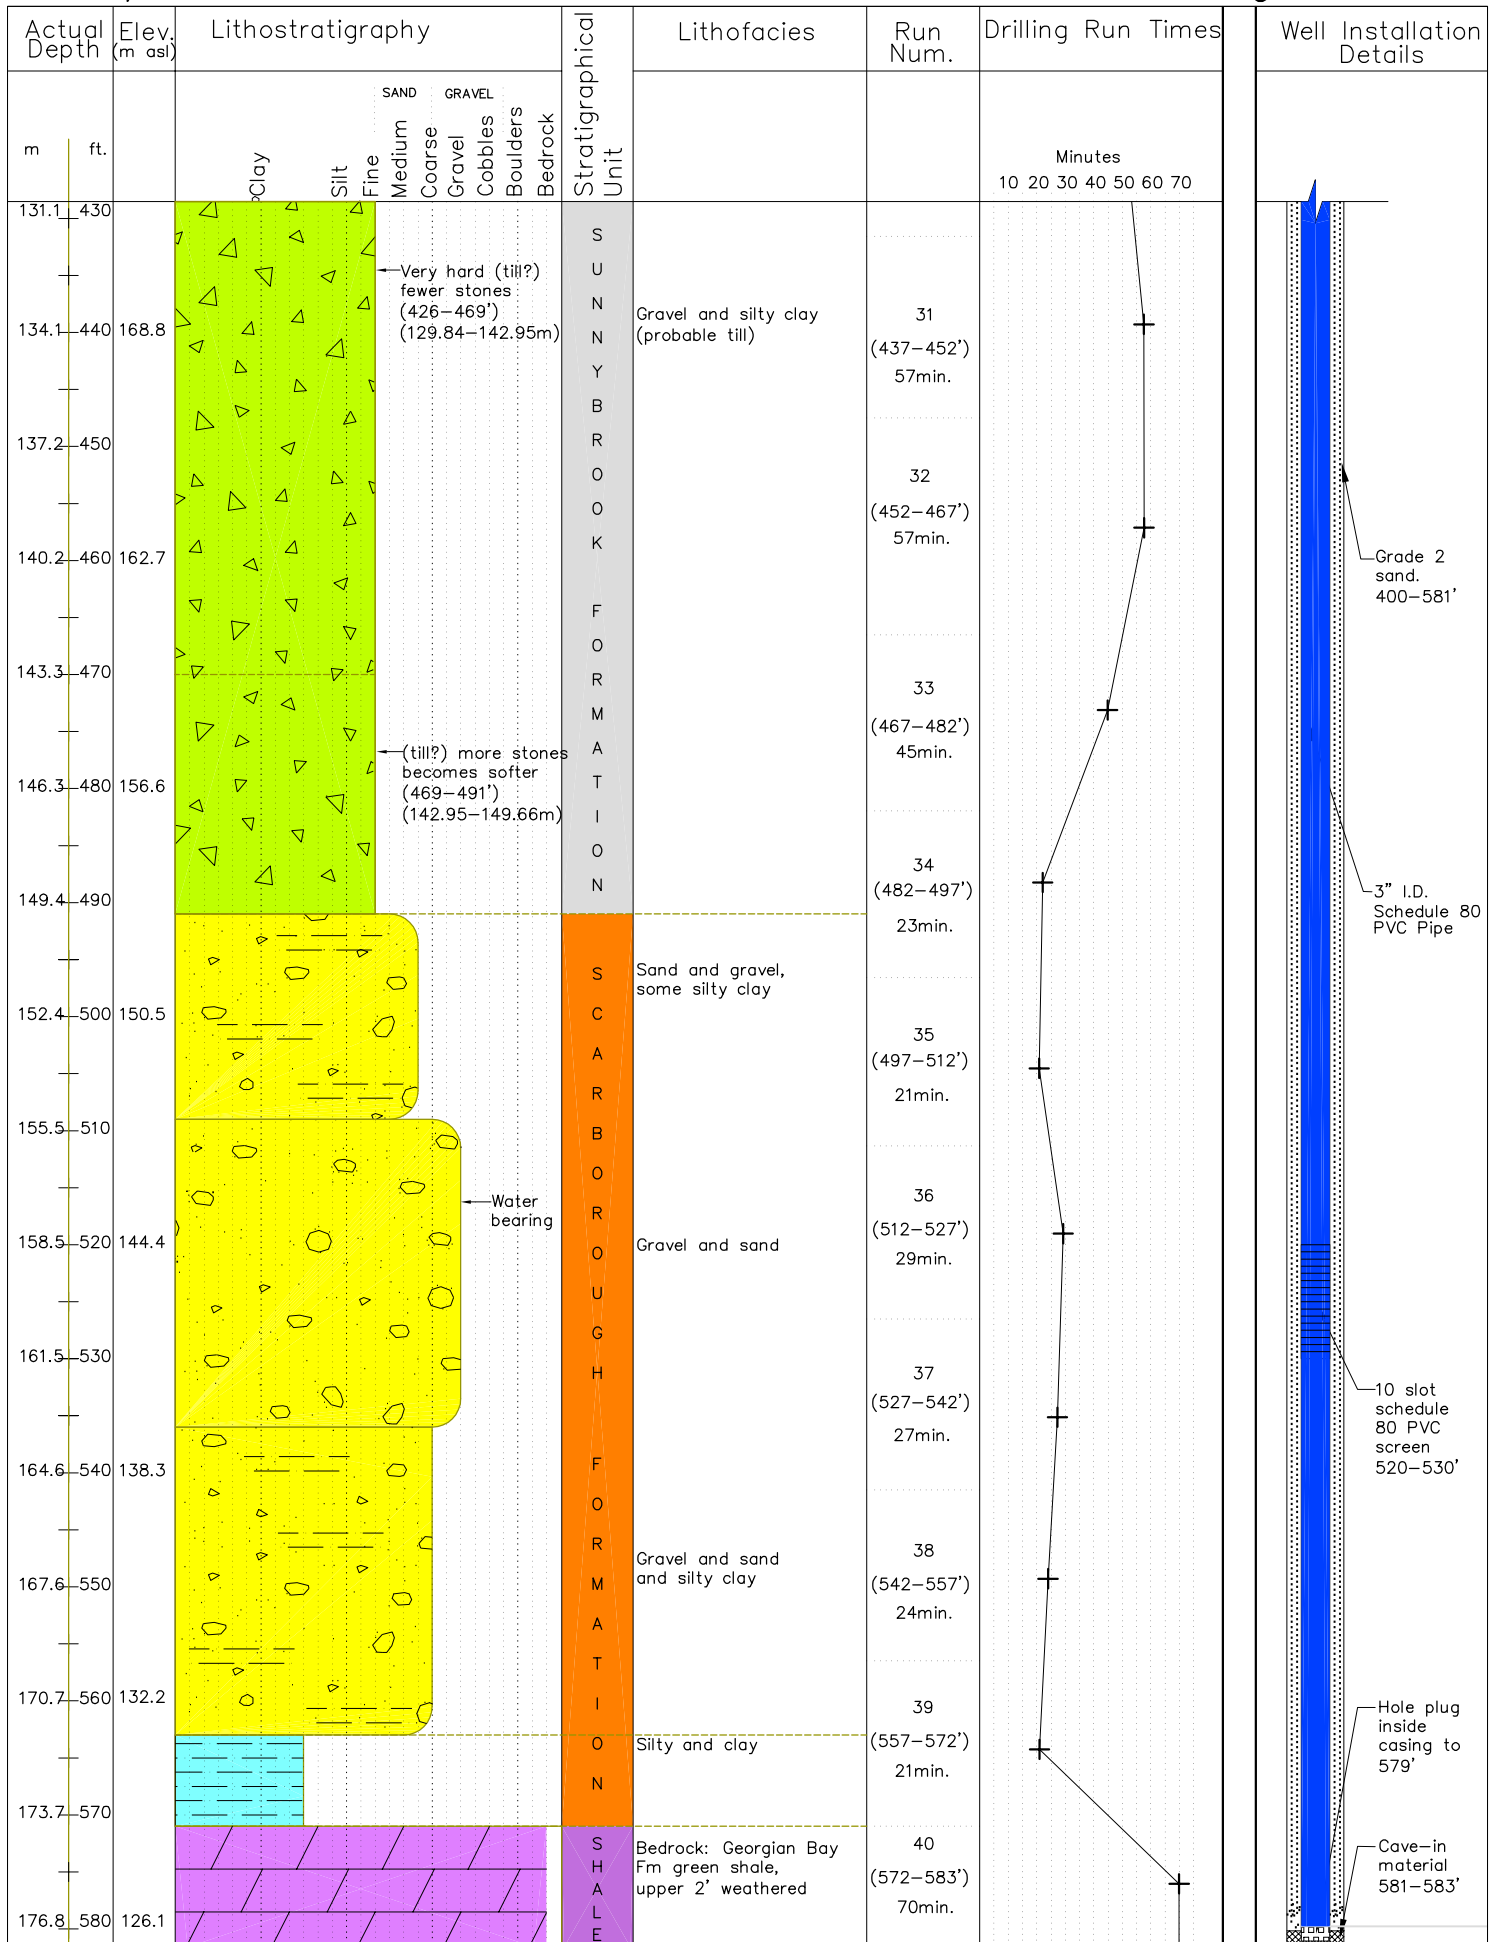 Actual Depth
Elev. (m asl)
Lithostratigraphy
Stratigraphical Unit
Lithofacies
Run Num.
Drilling Run Times
Well Installation Details
m
ft.
SAND
GRAVEL
Clay
Silt
Fine
Medium
Coarse
Gravel
Cobbles
Boulders
Bedrock
Minutes
10 20 30 40 50 60 70
131.1 430
134.1 440 168.8
137.2 450
140.2 460 162.7
143.3 470
146.3 480 156.6
149.4 490
152.4 500 150.5
155.5 510
158.5 520 144.4
161.5 530
164.6 540 138.3
167.6 550
170.7 560 132.2
173.7 570
176.8 580 126.1
Very hard (till?)
fewer stones
(426-469')
(129.84-142.95m)
(till?) more stones
becomes softer
(469-491')
(142.95-149.66m)
Water
bearing
SUNNYBROOK FORMATION
SCARBOROUGH FORMATION
SHALE
Gravel and silty clay
(probable till)
Sand and gravel,
some silty clay
Gravel and sand
Gravel and sand
and silty clay
Silty and clay
Bedrock: Georgian Bay
Fm green shale,
upper 2' weathered
31
(437-452')
57min.
32
(452-467')
57min.
33
(467-482')
45min.
34
(482-497')
23min.
35
(497-512')
21min.
36
(512-527')
29min.
37
(527-542')
27min.
38
(542-557')
24min.
39
(557-572')
21min.
40
(572-583')
70min.
Grade 2
sand.
400-581'
3" I.D.
Schedule 80
PVC Pipe
10 slot
schedule
80 PVC
screen
520-530'
Hole plug
inside
casing to
579'
Cave-in
material
581-583'